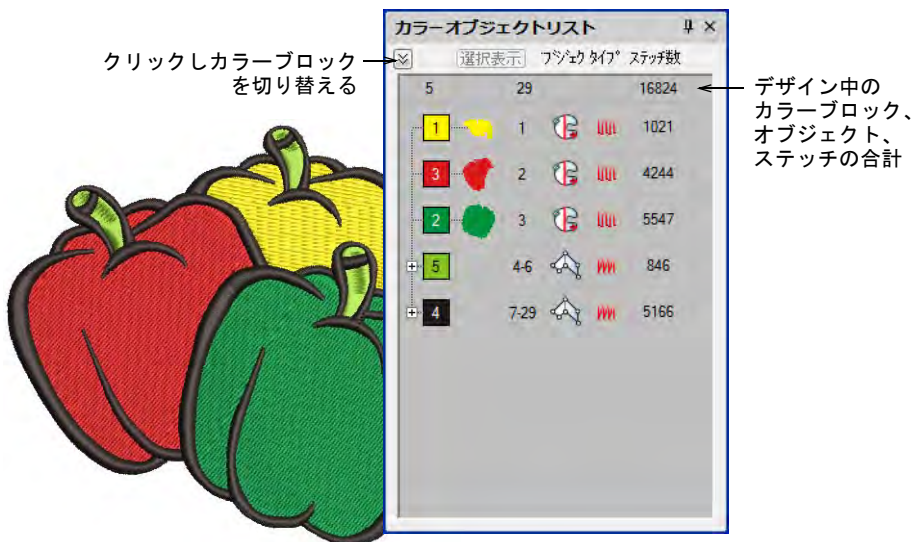 カラーオブジェクトリスト
クリックしカラーブロック
を切り替える
選択表示 ブジェク タイプ ステッチ数
5 29 16824
1 1 1021
3 2 4244
2 3 5547
5 4-6 846
4 7-29 5166
デザイン中の
カラーブロック、
オブジェクト、
ステッチの合計